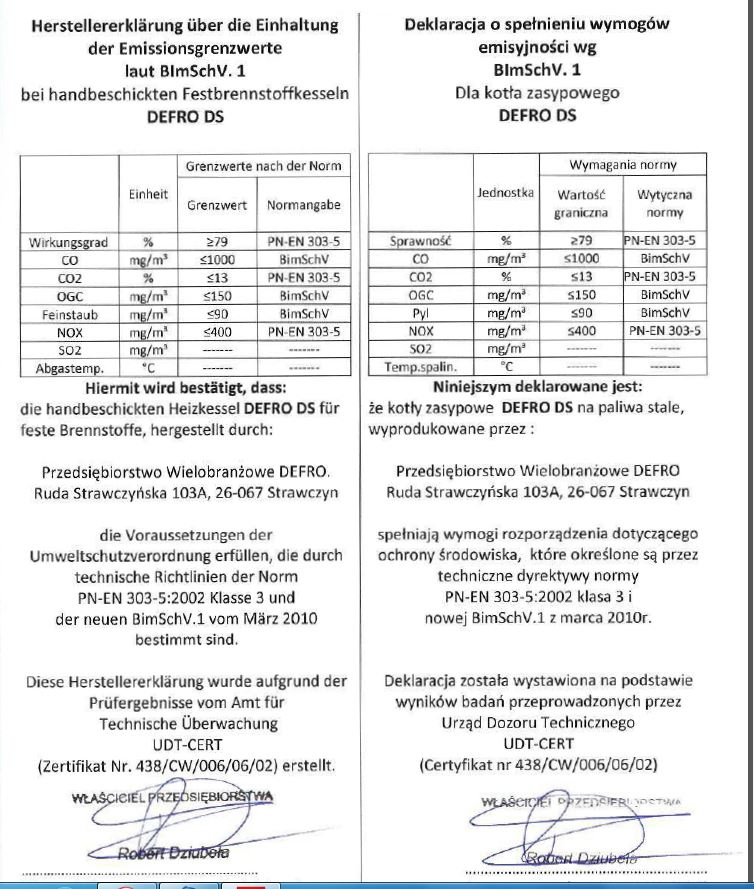 Herstellererklärung über die Einhaltung
der Emissionsgrenzwerte
laut BImSchV. 1
bei handbeschickten Festbrennstoffkesseln
DEFRO DS
Einheit Grenzwerte nach der Norm
Grenzwert Normangabe
Wirkungsgrad % ≥79 PN-EN 303-5
CO mg/m³ ≤1000 BimSchV
CO2 % ≤13 PN-EN 303-5
OGC mg/m³ ≤150 BimSchV
Feinstaub mg/m³ ≤90 BimSchV
NOX mg/m³ ≤400 PN-EN 303-5
SO2 mg/m³ ------- -------
Abgastemp. °C ------- -------
Hiermit wird bestätigt, dass:
die handbeschickten Heizkessel DEFRO DS für
feste Brennstoffe, hergestellt durch:
Przedsiębiorstwo Wielobranżowe DEFRO.
Ruda Strawczyńska 103A, 26-067 Strawczyn
die Voraussetzungen der
Umweltschutzverordnung erfüllen, die durch
technische Richtlinien der Norm
PN-EN 303-5:2002 Klasse 3 und
der neuen BimSchV.1 vom März 2010
bestimmt sind.
Diese Herstellererklärung wurde aufgrund der
Prüfergebnisse vom Amt für
Technische Überwachung
UDT-CERT
(Zertifikat Nr. 438/CW/006/06/02) erstellt.
WŁAŚCICIEL PRZEDSIĘBIORSTWA
Robert Dziubeła
Deklaracja o spełnieniu wymogów
emisyjności wg
BImSchV. 1
Dla kotła zasypowego
DEFRO DS
Jednostka Wymagania normy
Wartość graniczna Wytyczna normy
Sprawność % ≥79 PN-EN 303-5
CO mg/m³ ≤1000 BimSchV
CO2 % ≤13 PN-EN 303-5
OGC mg/m³ ≤150 BimSchV
Pył mg/m³ ≤90 BimSchV
NOX mg/m³ ≤400 PN-EN 303-5
SO2 mg/m³ ------- -------
Temp.spalin. °C ------- -------
Niniejszym deklarowane jest:
że kotły zasypowe DEFRO DS na paliwa stale,
wyprodukowane przez :
Przedsiębiorstwo Wielobranżowe DEFRO
Ruda Strawczyńska 103A, 26-067 Strawczyn
spełniają wymogi rozporządzenia dotyczącego
ochrony środowiska, które określone są przez
techniczne dyrektywy normy
PN-EN 303-5:2002 klasa 3 i
nowej BimSchV.1 z marca 2010r.
Deklaracja została wystawiona na podstawie
wyników badań przeprowadzonych przez
Urząd Dozoru Technicznego
UDT-CERT
(Certyfikat nr 438/CW/006/06/02)
WŁAŚCICIEL PRZEDSIĘBIORSTWA
Robert Dziubeła